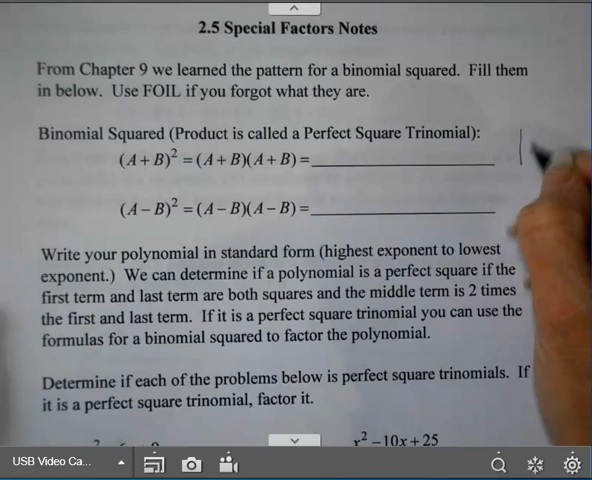 2.5 Special Factors Notes
From Chapter 9 we learned the pattern for a binomial squared. Fill them
in below. Use FOIL if you forgot what they are.
Binomial Squared (Product is called a Perfect Square Trinomial):
(A + B)² = (A + B)(A + B) = ____________________
(A − B)² = (A − B)(A − B) = ____________________
Write your polynomial in standard form (highest exponent to lowest
exponent.) We can determine if a polynomial is a perfect square if the
first term and last term are both squares and the middle term is 2 times
the first and last term. If it is a perfect square trinomial you can use the
formulas for a binomial squared to factor the polynomial.
Determine if each of the problems below is perfect square trinomials. If
it is a perfect square trinomial, factor it.
x² − 10x + 25
USB Video Ca...